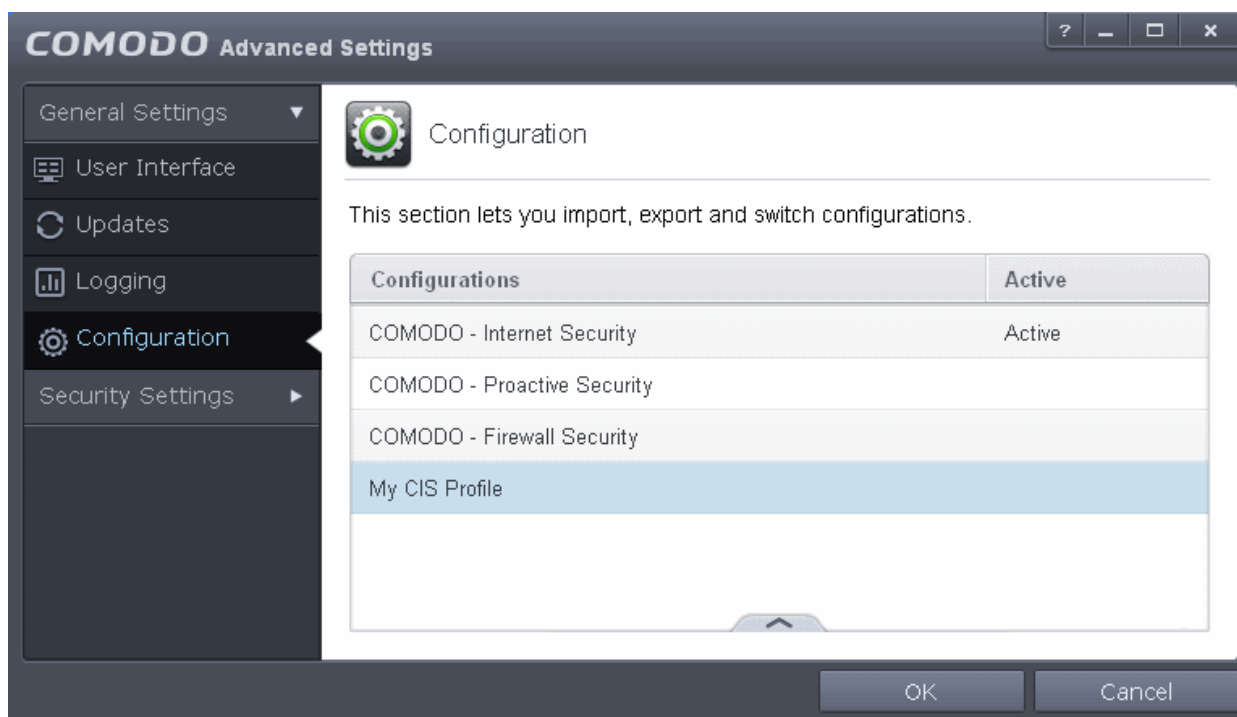 COMODO Advanced Settings
?
General Settings
User Interface
Updates
Logging
Configuration
Security Settings
Configuration
This section lets you import, export and switch configurations.
Configurations Active
COMODO - Internet Security Active
COMODO - Proactive Security
COMODO - Firewall Security
My CIS Profile
OK Cancel